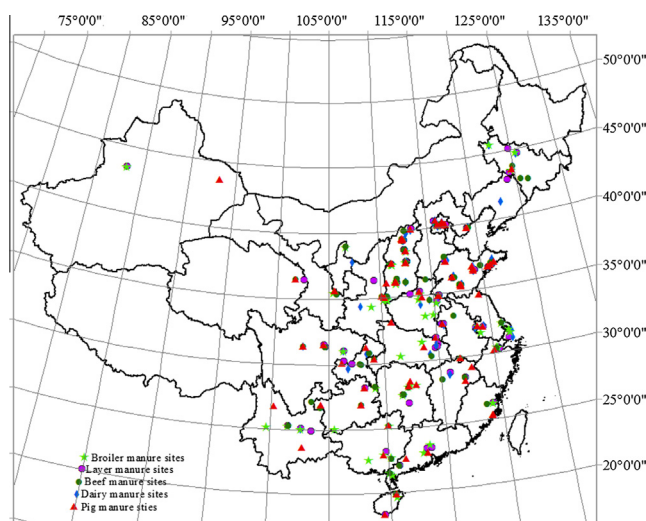 75°0'0"E 85°0'0"E 95°0'0"E 105°0'0"E 115°0'0"E 125°0'0"E 135°0'0"E
50°0'0"N
45°0'0"N
40°0'0"N
35°0'0"N
30°0'0"N
25°0'0"N
20°0'0"N
Broiler manure sites
Layer manure sites
Beef manure sites
Dairy manure sites
Pig manure sties